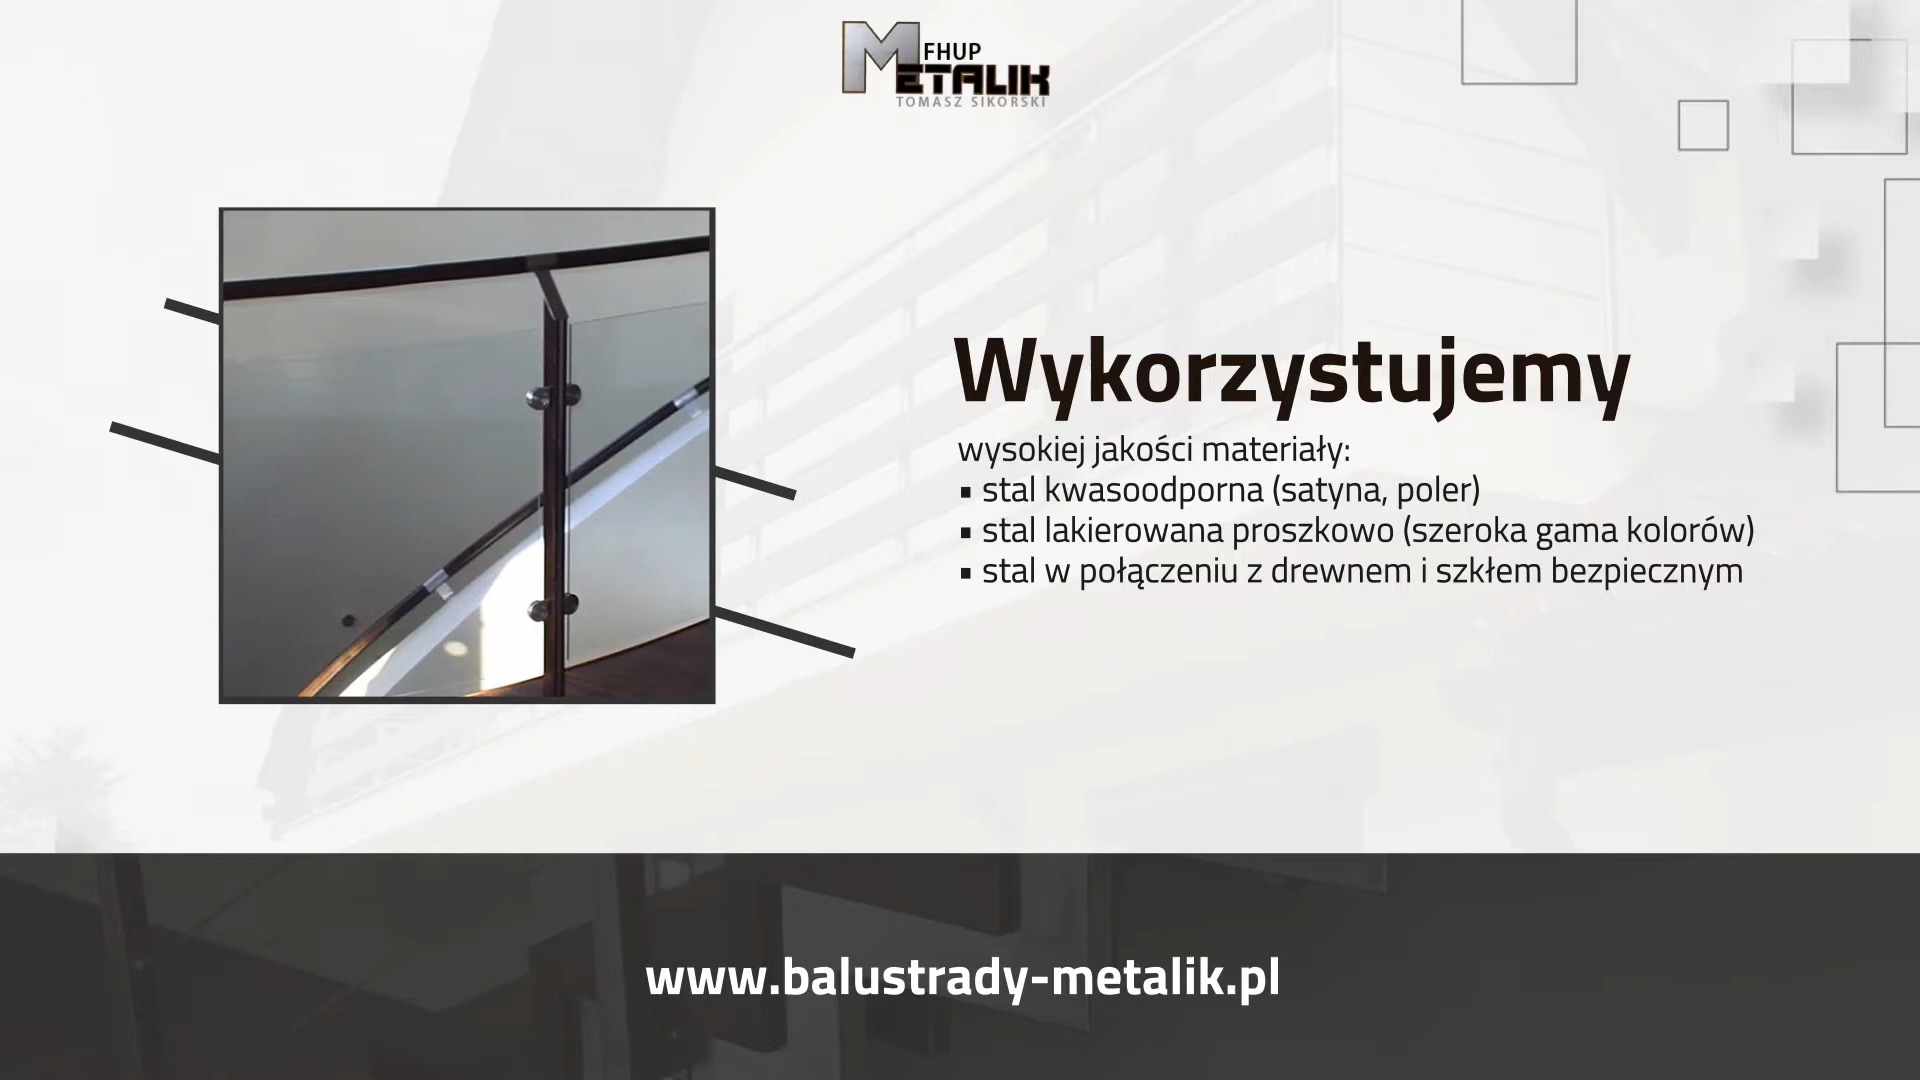 FHUP
METALIK
TOMASZ SIKORSKI
Wykorzystujemy
wysokiej jakości materiały:
▪ stal kwasoodporna (satyna, poler)
▪ stal lakierowana proszkowo (szeroka gama kolorów)
▪ stal w połączeniu z drewnem i szkłem bezpiecznym
www.balustrady-metalik.pl